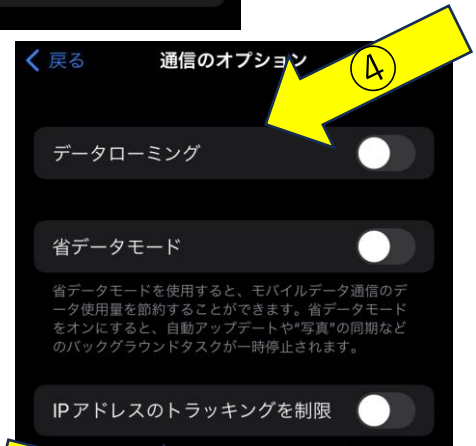 戻る
通信のオプション
④
データローミング
省データモード
省データモードを使用すると、モバイルデータ通信のデ
ータ使用量を節約することができます。省データモード
をオンにすると、自動アップデートや"写真"の同期など
のバックグラウンドタスクが一時停止されます。
IPアドレスのトラッキングを制限